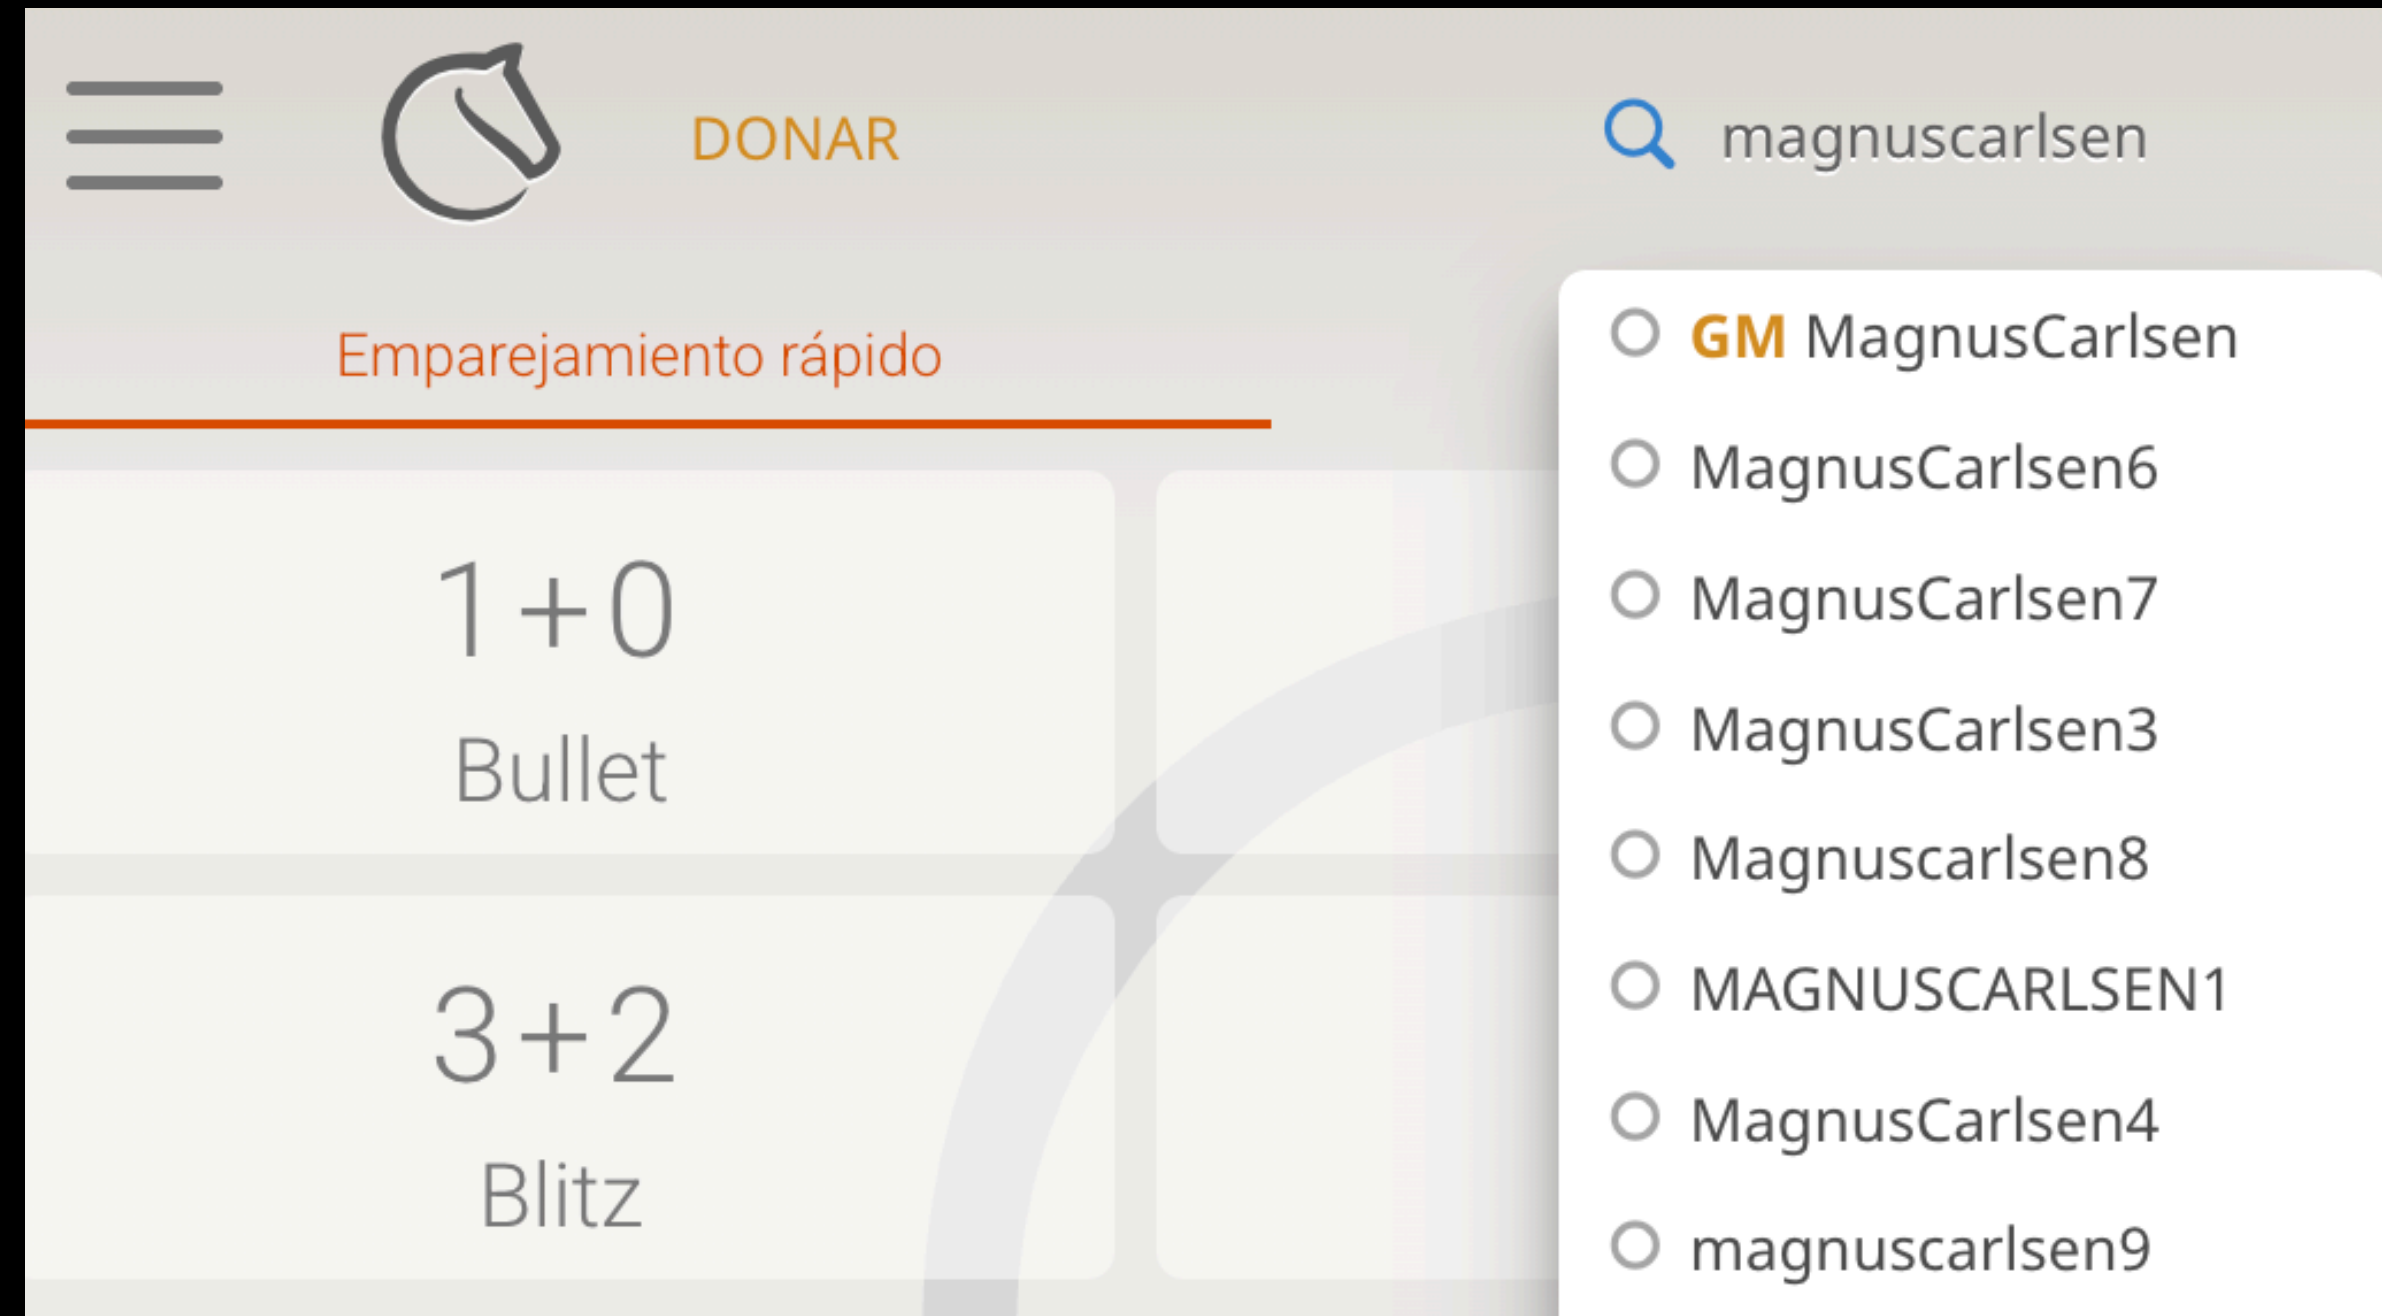 DONAR
magnuscarlsen
Emparejamiento rápido
1+0
Bullet
3+2
Blitz
GM MagnusCarlsen
MagnusCarlsen6
MagnusCarlsen7
MagnusCarlsen3
Magnuscarlsen8
MAGNUSCARLSEN1
MagnusCarlsen4
magnuscarlsen9